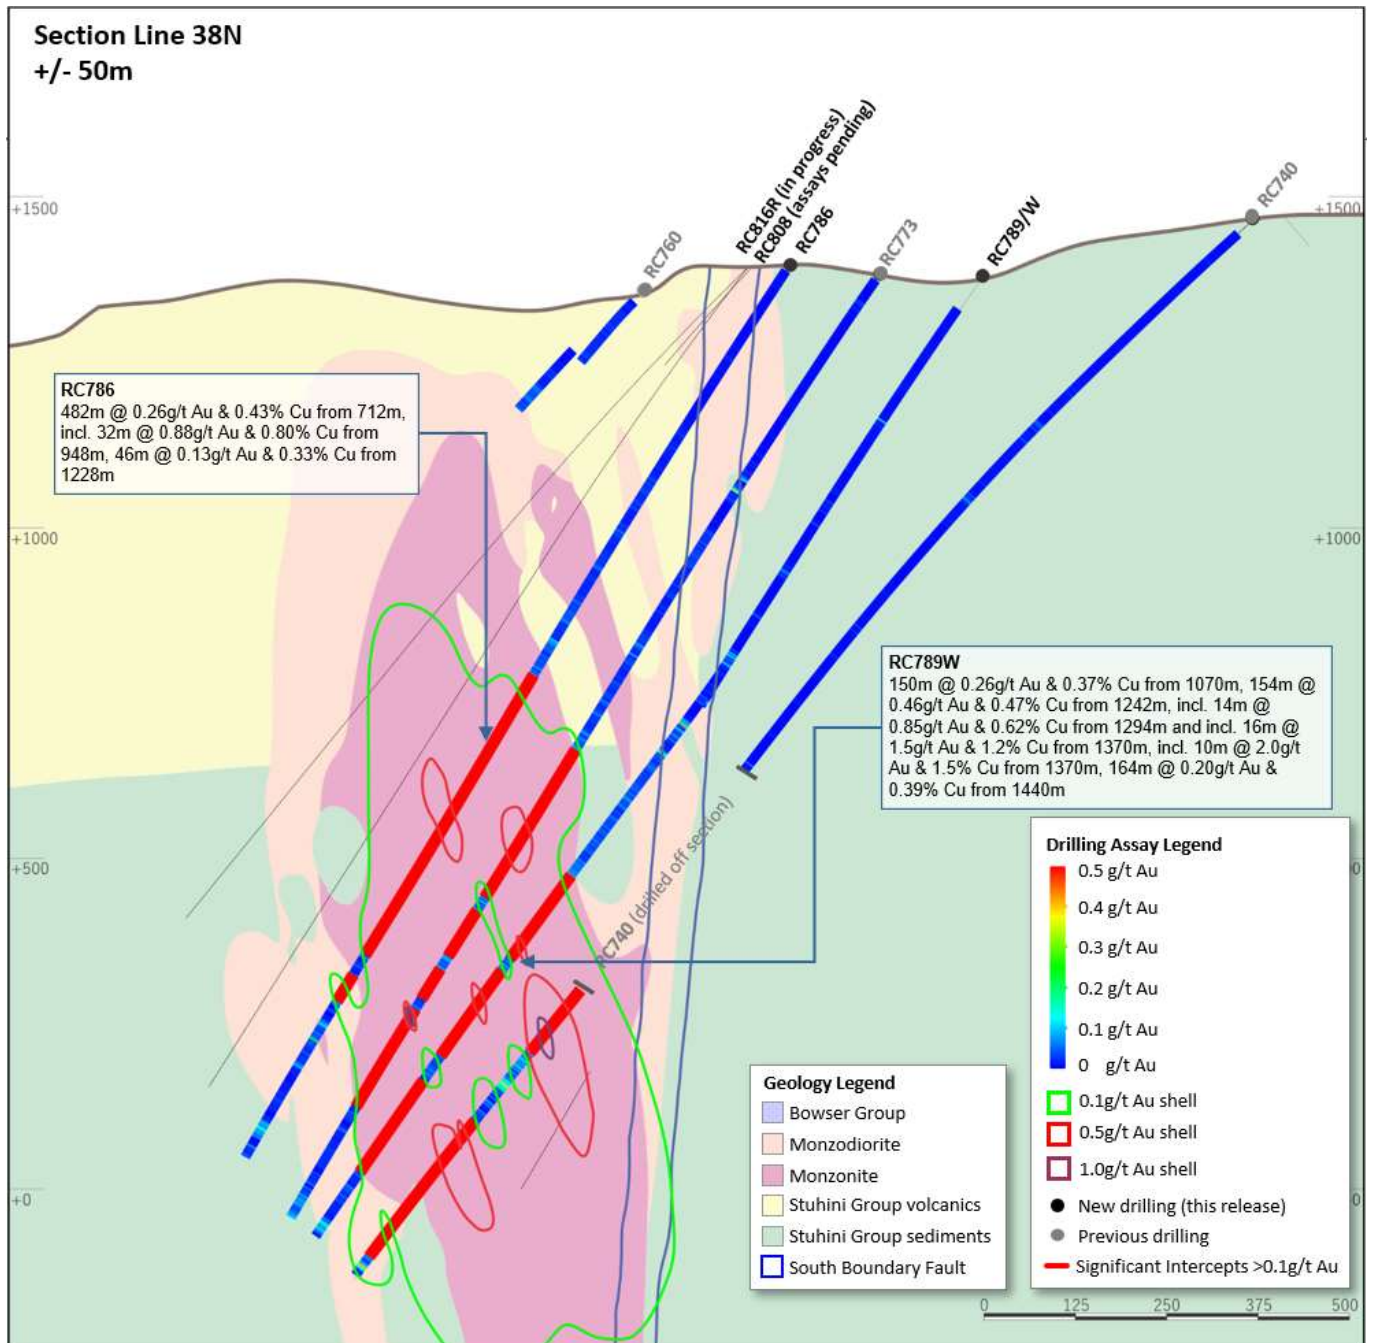 Section Line 38N
+/- 50m
RC816R (in progress)
RC808 (assays pending)
RC786
RC760
RC773
RC789/W
RC740
+1500
+1500
RC786
482m @ 0.26g/t Au & 0.43% Cu from 712m,
incl. 32m @ 0.88g/t Au & 0.80% Cu from
948m, 46m @ 0.13g/t Au & 0.33% Cu from
1228m
+1000
+1000
RC789W
150m @ 0.26g/t Au & 0.37% Cu from 1070m, 154m @
0.46g/t Au & 0.47% Cu from 1242m, incl. 14m @
0.85g/t Au & 0.62% Cu from 1294m and incl. 16m @
1.5g/t Au & 1.2% Cu from 1370m, incl. 10m @ 2.0g/t
Au & 1.5% Cu from 1370m, 164m @ 0.20g/t Au &
0.39% Cu from 1440m
RC740 (drilled off section)
+500
0
Drilling Assay Legend
0.5 g/t Au
0.4 g/t Au
0.3 g/t Au
0.2 g/t Au
0.1 g/t Au
0 g/t Au
0.1g/t Au shell
0.5g/t Au shell
1.0g/t Au shell
New drilling (this release)
Previous drilling
Significant Intercepts >0.1g/t Au
Geology Legend
Bowser Group
Monzodiorite
Monzonite
Stuhini Group volcanics
Stuhini Group sediments
South Boundary Fault
+0
0
0 125 250 375 500